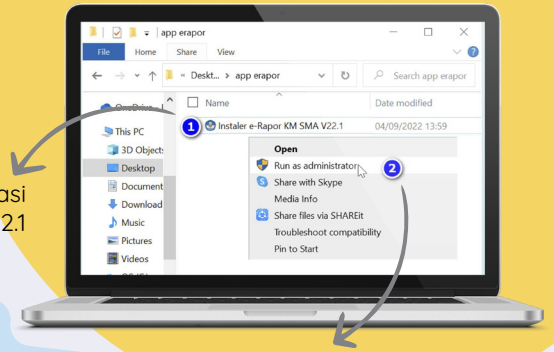 app erapor
File Home Share View
« Deskt... > app erapor
Search app erapor
Name Date modified
OneDrive -
This PC
3D Objects
Desktop
Document
Download
Music
Pictures
Videos
1 Instaler e-Rapor KM SMA V22.1 04/09/2022 13:59
Open
Run as administrator 2
Share with Skype
Media Info
Share files via SHAREit
Troubleshoot compatibility
Pin to Start
asi
2.1